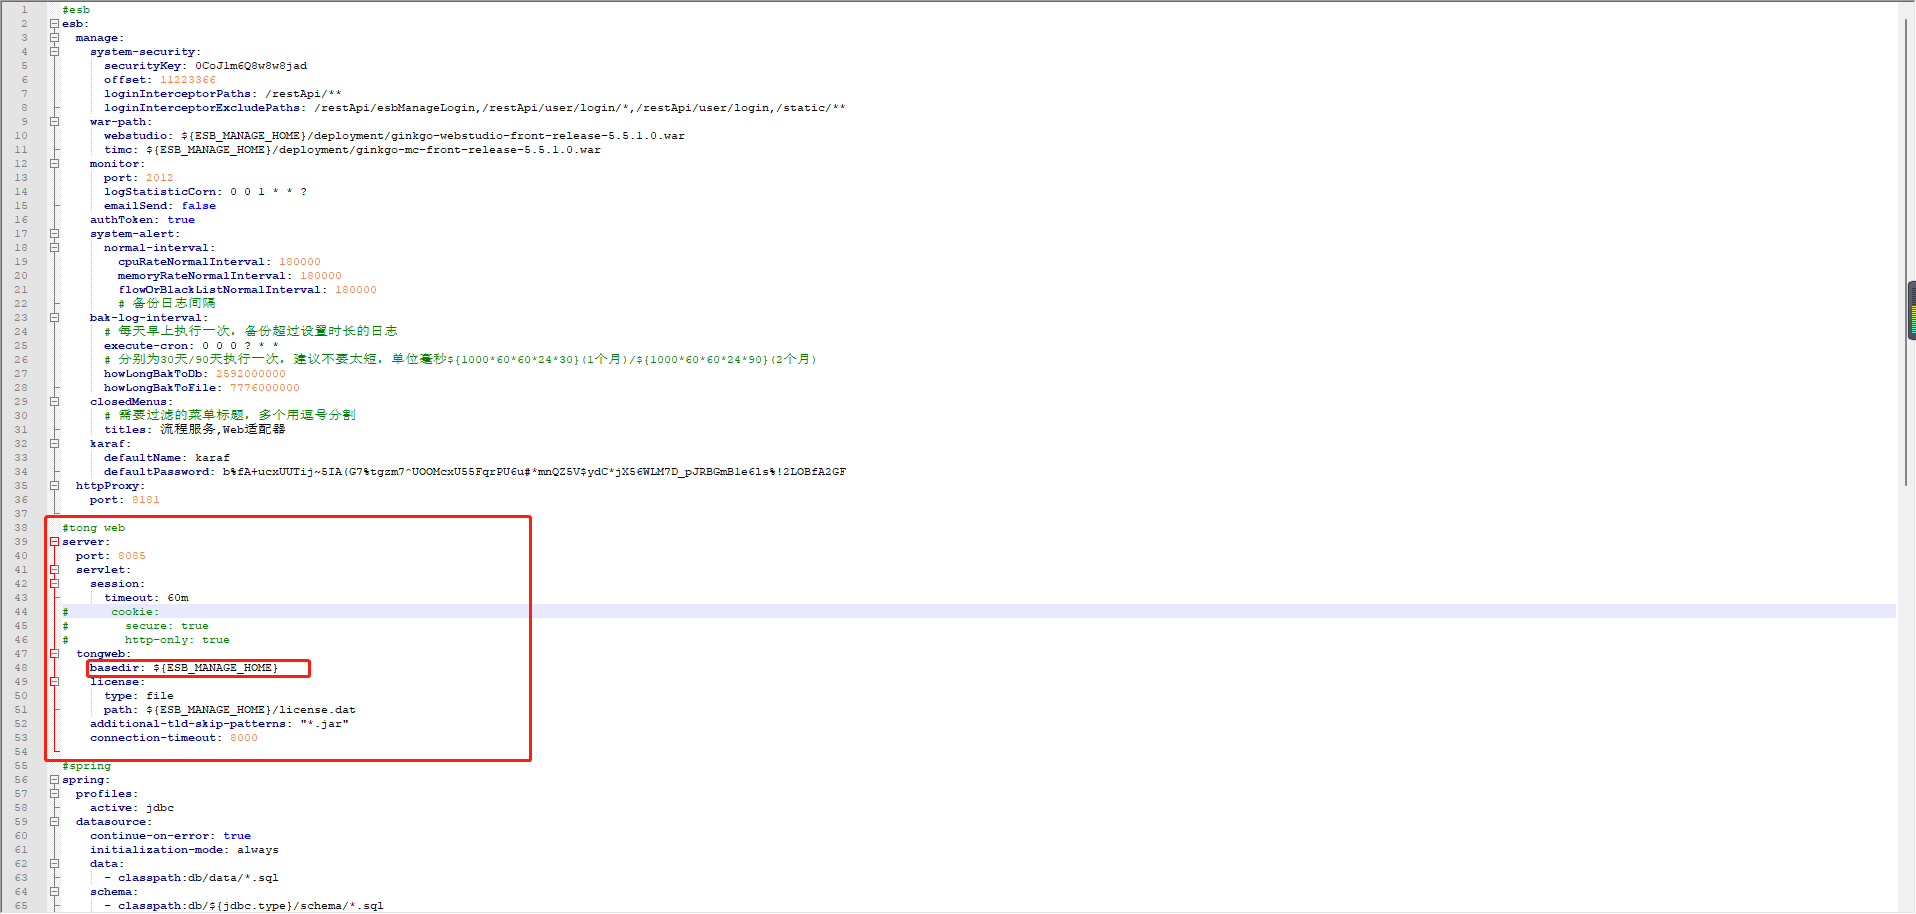 1 #esb
2 esb:
3 manage:
4 system-security:
5 securityKey: 0CoJlm6Q8w8w8jad
6 offset: 11223366
7 loginInterceptorPaths: /restApi/**
8 loginInterceptorExcludePaths: /restApi/esbManageLogin,/restApi/user/login/*,/restApi/user/login,/static/**
9 war-path:
10 webstudio: ${ESB_MANAGE_HOME}/deployment/ginkgo-webstudio-front-release-5.5.1.0.war
11 timc: ${ESB_MANAGE_HOME}/deployment/ginkgo-mc-front-release-5.5.1.0.war
12 monitor:
13 port: 2012
14 logStatisticCorn: 0 0 1 * * ?
15 emailSend: false
16 authToken: true
17 system-alert:
18 normal-interval:
19 cpuRateNormalInterval: 180000
20 memoryRateNormalInterval: 180000
21 flowOrBlackListNormalInterval: 180000
22 # 备份日志间隔
23 bak-log-interval:
24 # 每天早上执行一次，备份超过设置时长的日志
25 execute-cron: 0 0 0 ? * *
26 # 分别为30天/90天执行一次，建议不要太短，单位毫秒${1000*60*60*24*30}(1个月)/${1000*60*60*24*90}(2个月)
27 howLongBakToDb: 2592000000
28 howLongBakToFile: 7776000000
29 closedMenus:
30 # 需要过滤的菜单标题，多个用逗号分割
31 titles: 流程服务,Web适配器
32 karaf:
33 defaultName: karaf
34 defaultPassword: b%fA+ucxUUTij~5IA(G7%tgzm7^UOOMcxU55FqrPU6u#*mnQZ5V$ydC*jX56WLM7D_pJRBGmB1e6ls%!2LOBfA2GF
35 httpProxy:
36 port: 8181
37
38 #tong web
39 server:
40 port: 8085
41 servlet:
42 session:
43 timeout: 60m
44 # cookie:
45 # secure: true
46 # http-only: true
47 tongweb:
48 basedir: ${ESB_MANAGE_HOME}
49 license:
50 type: file
51 path: ${ESB_MANAGE_HOME}/license.dat
52 additional-tld-skip-patterns: "*.jar"
53 connection-timeout: 8000
54
55 #spring
56 spring:
57 profiles:
58 active: jdbc
59 datasource:
60 continue-on-error: true
61 initialization-mode: always
62 data:
63 - classpath:db/data/*.sql
64 schema:
65 - classpath:db/${jdbc.type}/schema/*.sql